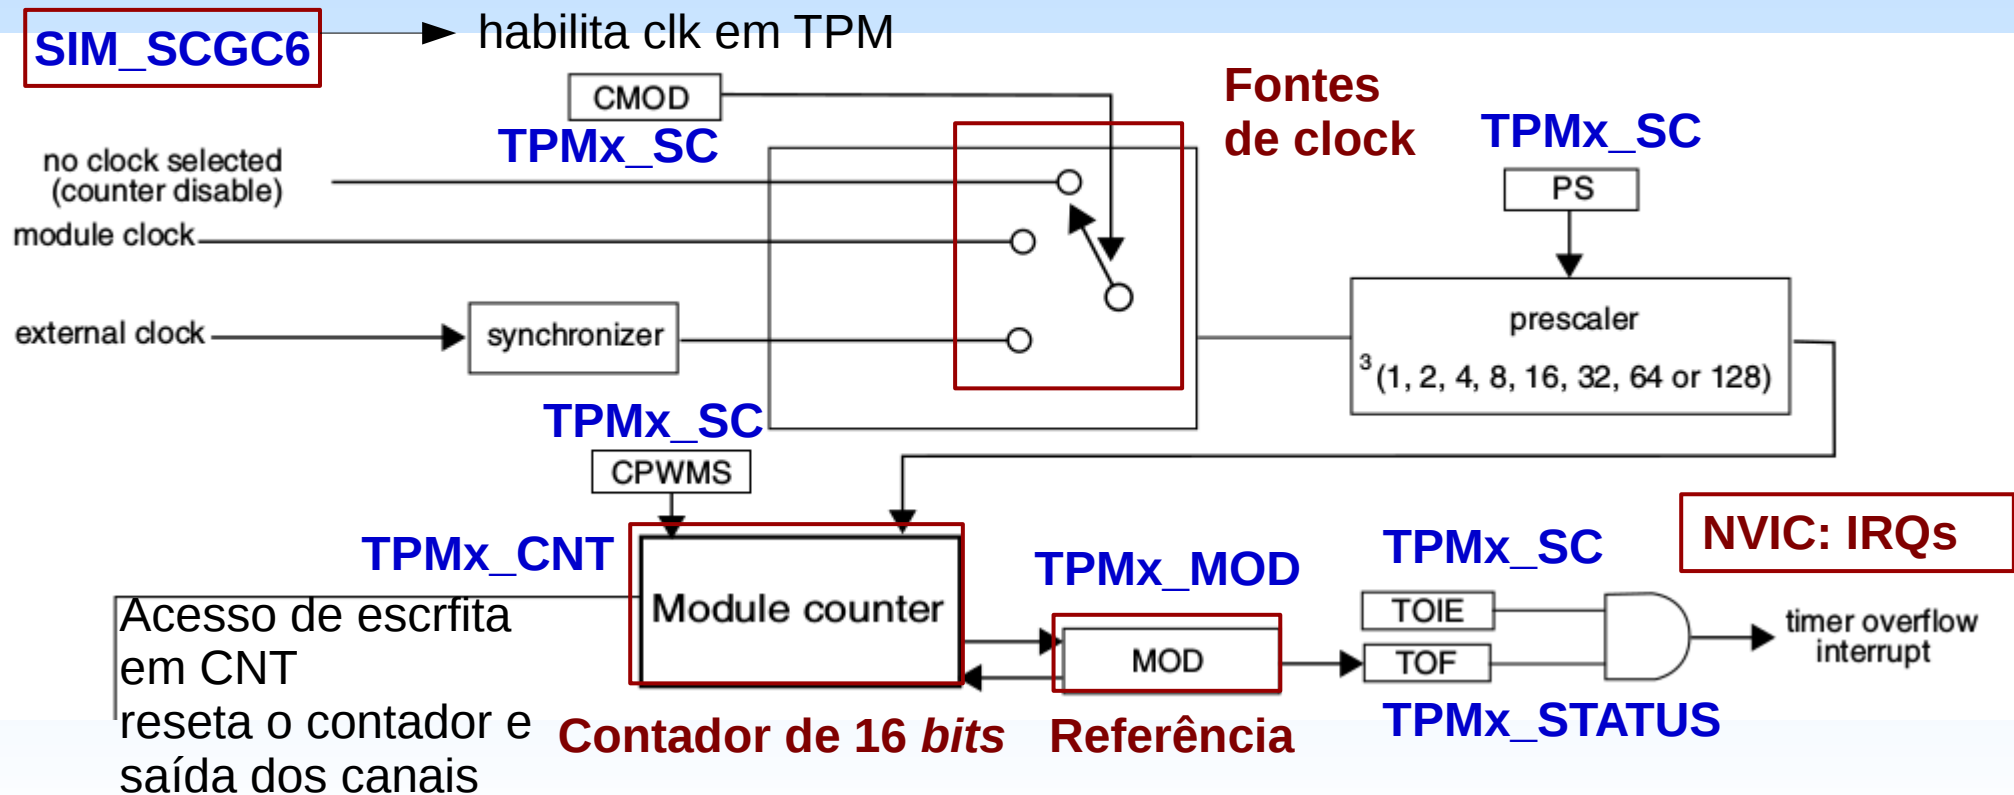 SIM_SCGC6
habilita clk em TPM
CMOD
TPMx_SC
Fontes
de clock
TPMx_SC
PS
no clock selected
(counter disable)
module clock
external clock
synchronizer
prescaler
3 (1, 2, 4, 8, 16, 32, 64 or 128)
TPMx_SC
CPWMS
TPMx_CNT
Module counter
TPMx_MOD
MOD
TPMx_SC
TOIE
TOF
TPMx_STATUS
NVIC: IRQs
timer overflow
interrupt
Acesso de escrfita
em CNT
reseta o contador e
saída dos canais
Contador de 16 bits
Referência